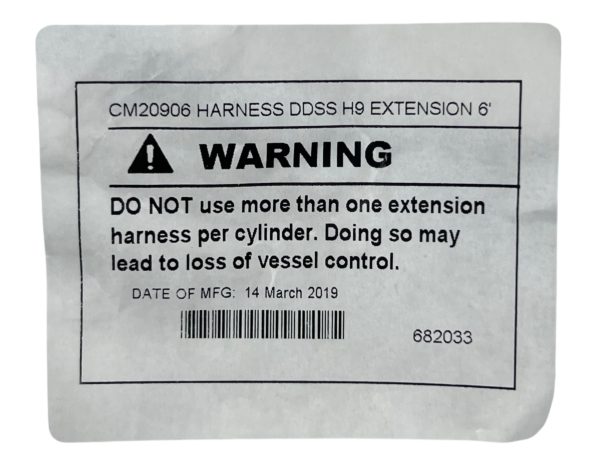 CM20906 HARNESS DDSS H9 EXTENSION 6'
WARNING
DO NOT use more than one extension
harness per cylinder. Doing so may
lead to loss of vessel control.
DATE OF MFG: 14 March 2019
682033